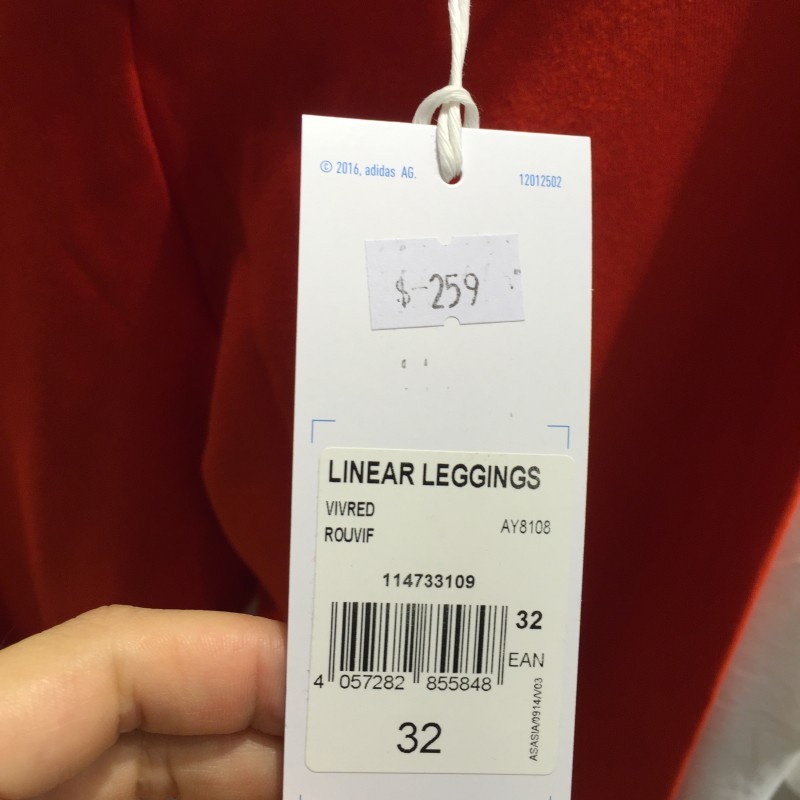 © 2016, adidas AG.
12012502
$-259
LINEAR LEGGINGS
VIVRED
ROUVIF
AY8108
114733109
32
EAN
4 057282 855848
32
ASASIA/0914/V03